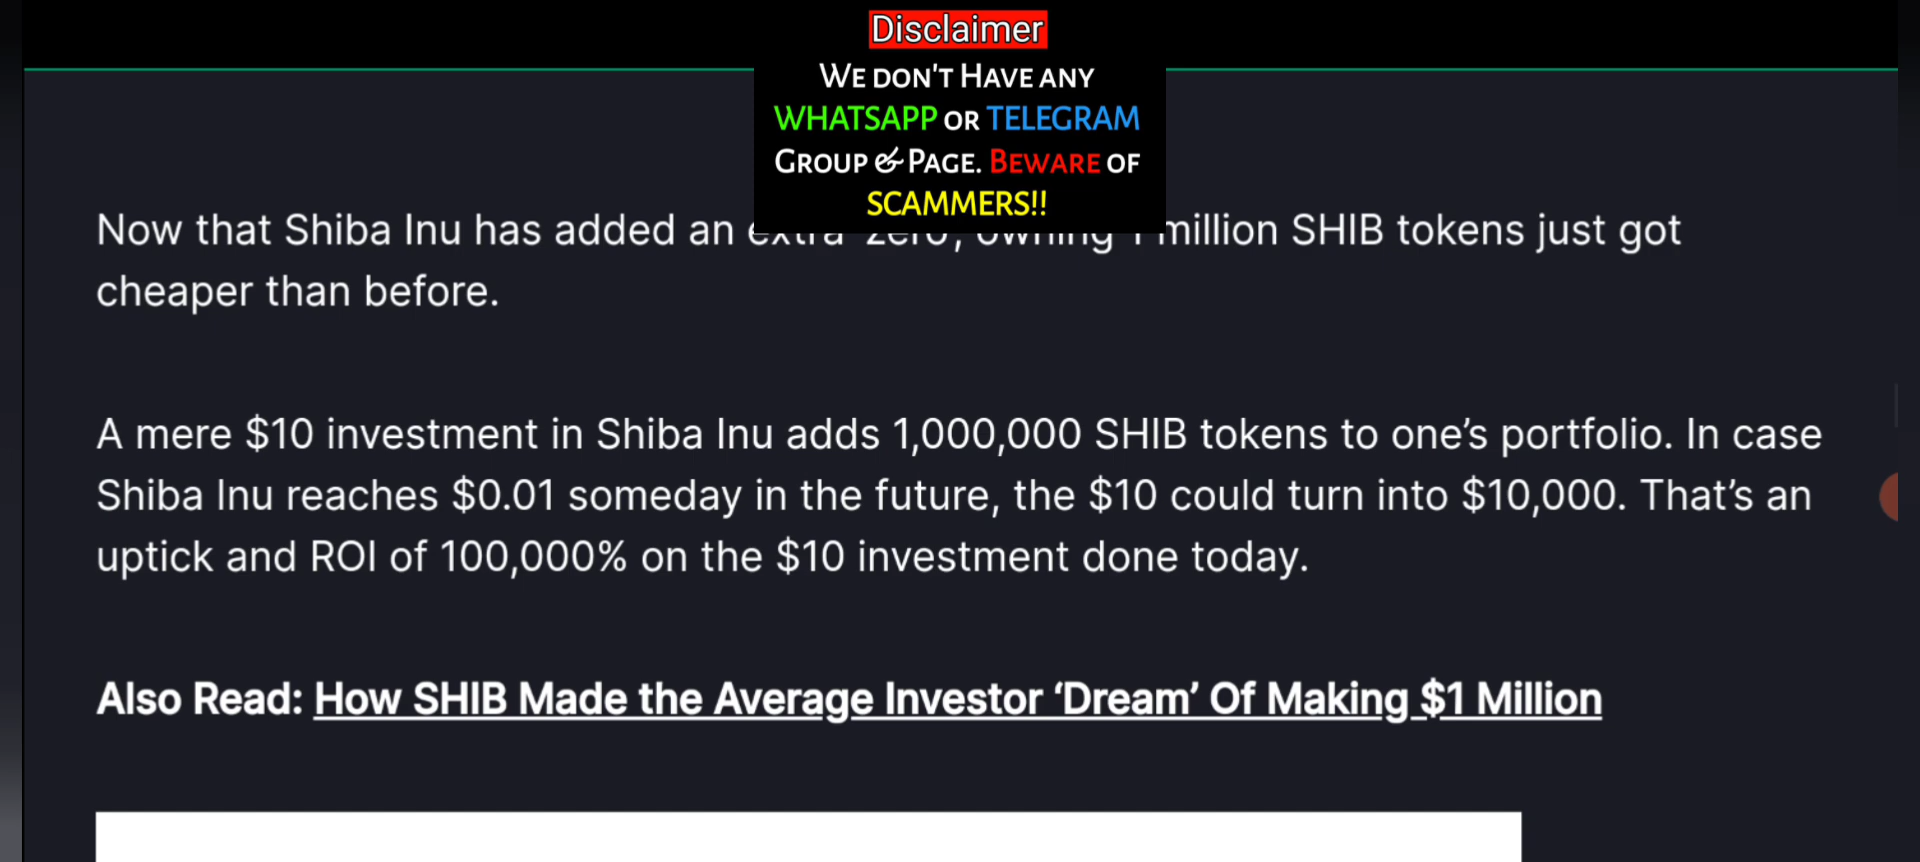 Disclaimer
We don't Have any
WHATSAPP or TELEGRAM
Group & Page. Beware of
SCAMMERS!!
Now that Shiba Inu has added an extra 'zero', owning 1 million SHIB tokens just got
cheaper than before.
A mere $10 investment in Shiba Inu adds 1,000,000 SHIB tokens to one’s portfolio. In case
Shiba Inu reaches $0.01 someday in the future, the $10 could turn into $10,000. That’s an
uptick and ROI of 100,000% on the $10 investment done today.
Also Read: How SHIB Made the Average Investor ‘Dream’ Of Making $1 Million